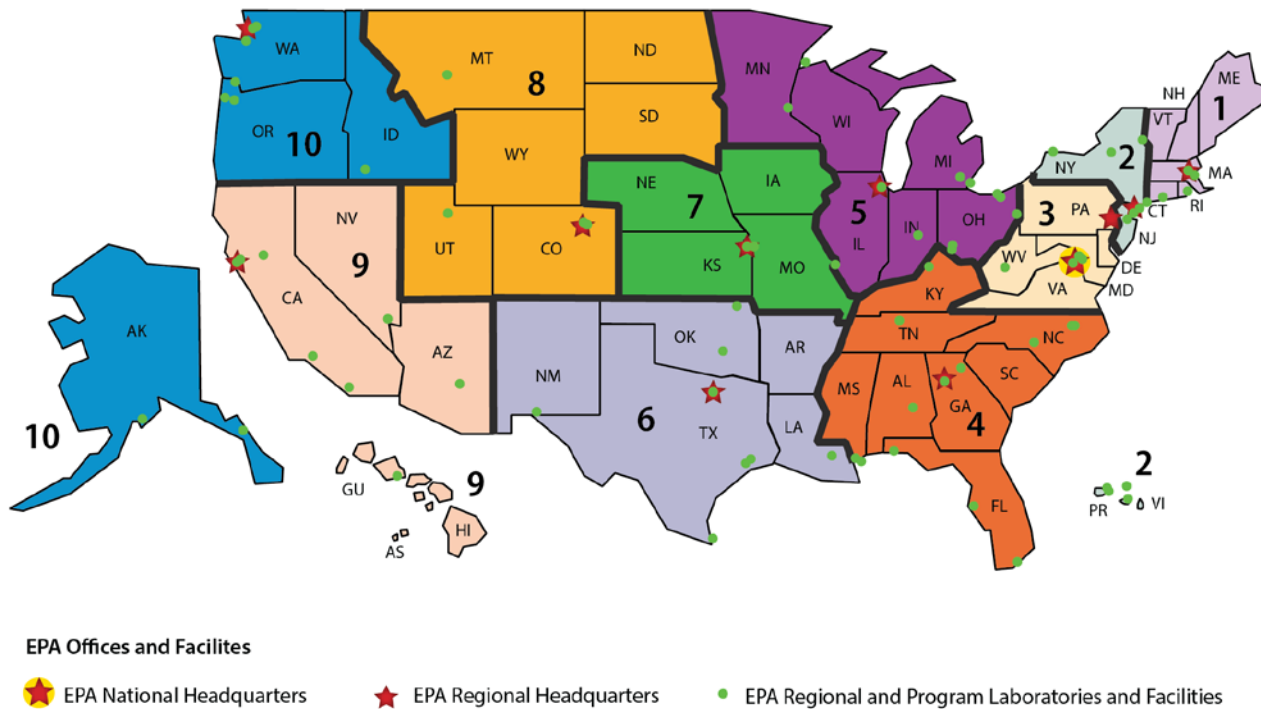 WA
MT
ND
MN
ME
NH
VT
1
8
OR
10
ID
SD
WI
MI
NY
2
WY
MA
RI
CT
NE
IA
7
5
OH
3
PA
NJ
NV
UT
CO
KS
MO
IL
IN
WV
DE
MD
VA
9
CA
KY
AK
AZ
NM
OK
AR
TN
NC
SC
MS
AL
GA
4
6
TX
LA
10
GU
9
HI
AS
FL
2
PR
VI
EPA Offices and Facilites
EPA National Headquarters
EPA Regional Headquarters
EPA Regional and Program Laboratories and Facilities